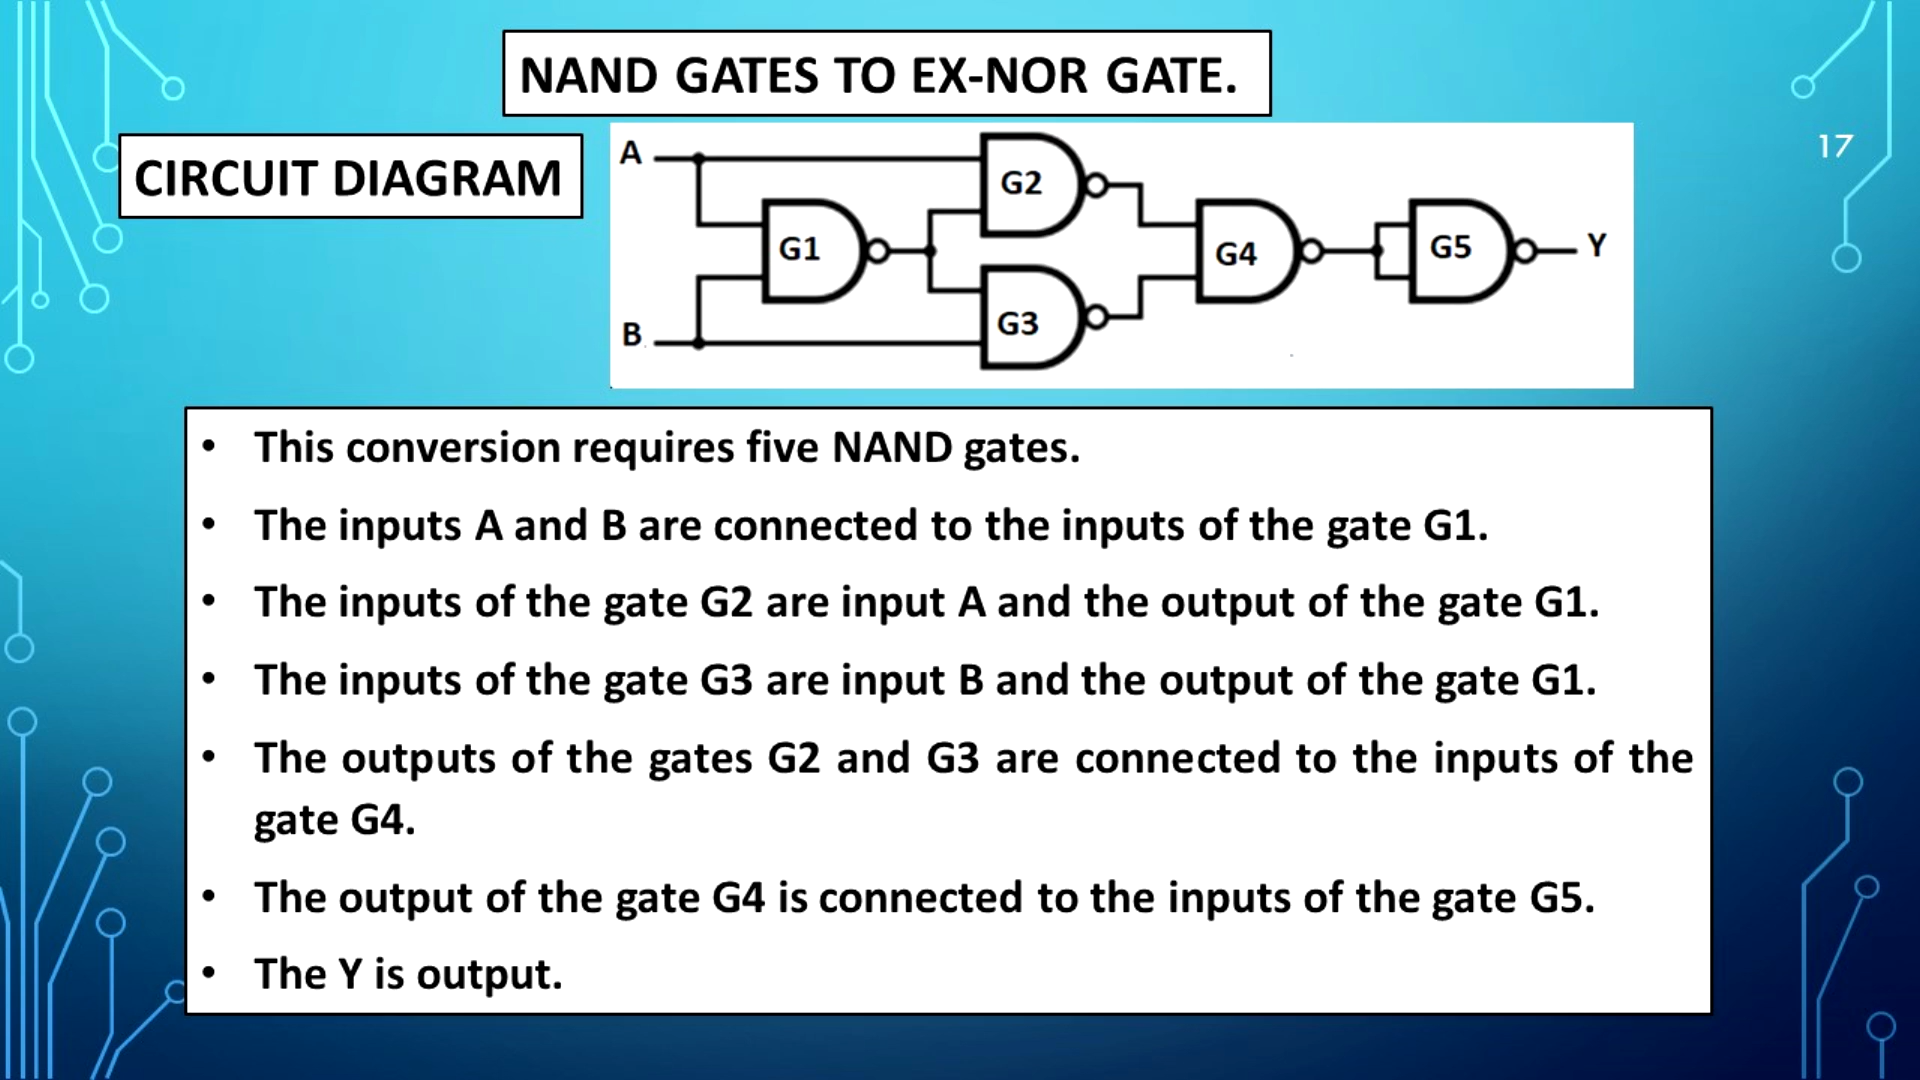 NAND GATES TO EX-NOR GATE.
CIRCUIT DIAGRAM
17
A
B
G1
G2
G3
G4
G5
Y
• This conversion requires five NAND gates.
• The inputs A and B are connected to the inputs of the gate G1.
• The inputs of the gate G2 are input A and the output of the gate G1.
• The inputs of the gate G3 are input B and the output of the gate G1.
• The outputs of the gates G2 and G3 are connected to the inputs of the
gate G4.
• The output of the gate G4 is connected to the inputs of the gate G5.
• The Y is output.